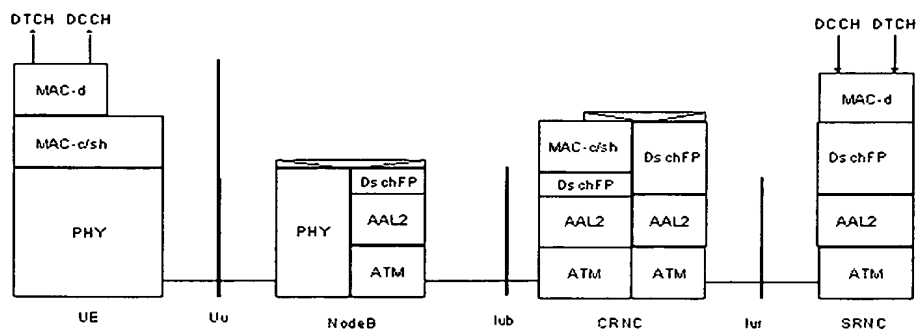 DTCH DCCH
DCCH DTCH
MAC-d
MAC-d
MAC-c/sh
MAC-c/sh
DschFP
DschFP
DschFP
DschFP
PHY
PHY
AAL2
AAL2
AAL2
AAL2
ATM
ATM
ATM
ATM
UE
Uu
NodeB
Iub
CRNC
Iur
SRNC